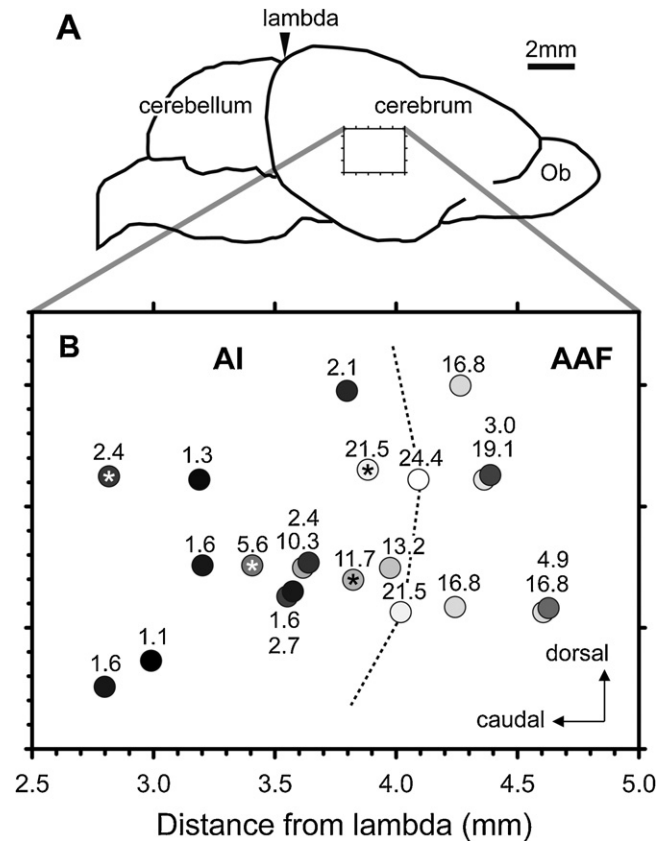 A
lambda
2mm
cerebellum
cerebrum
Ob
B
AI
AAF
2.1
16.8
3.0
2.4
1.3
21.5
24.4
19.1
*
*
2.4
1.6
5.6
10.3
11.7
13.2
4.9
*
*
21.5
16.8
16.8
1.6
2.7
1.1
1.6
dorsal
caudal
2.5
3.0
3.5
4.0
4.5
5.0
Distance from lambda (mm)